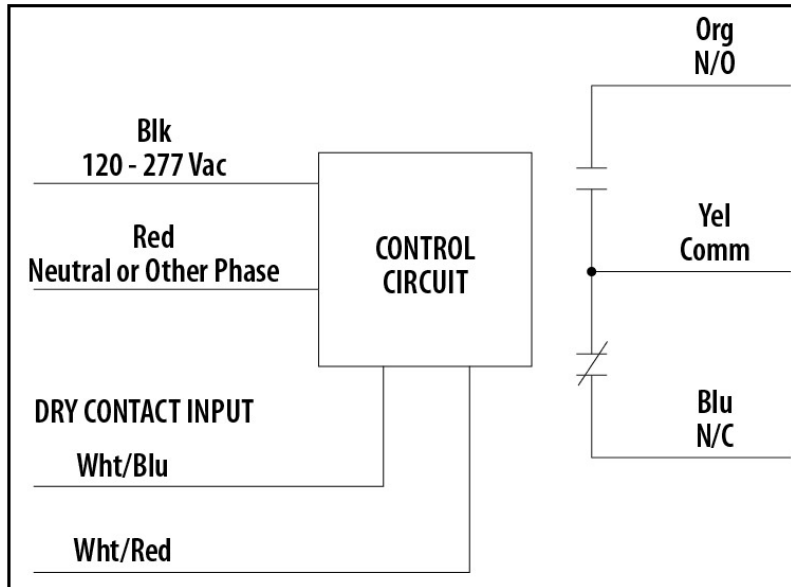 Org
N/O
Blk
120 - 277 Vac
Red
Neutral or Other Phase
CONTROL
CIRCUIT
Yel
Comm
DRY CONTACT INPUT
Wht/Blu
Wht/Red
Blu
N/C